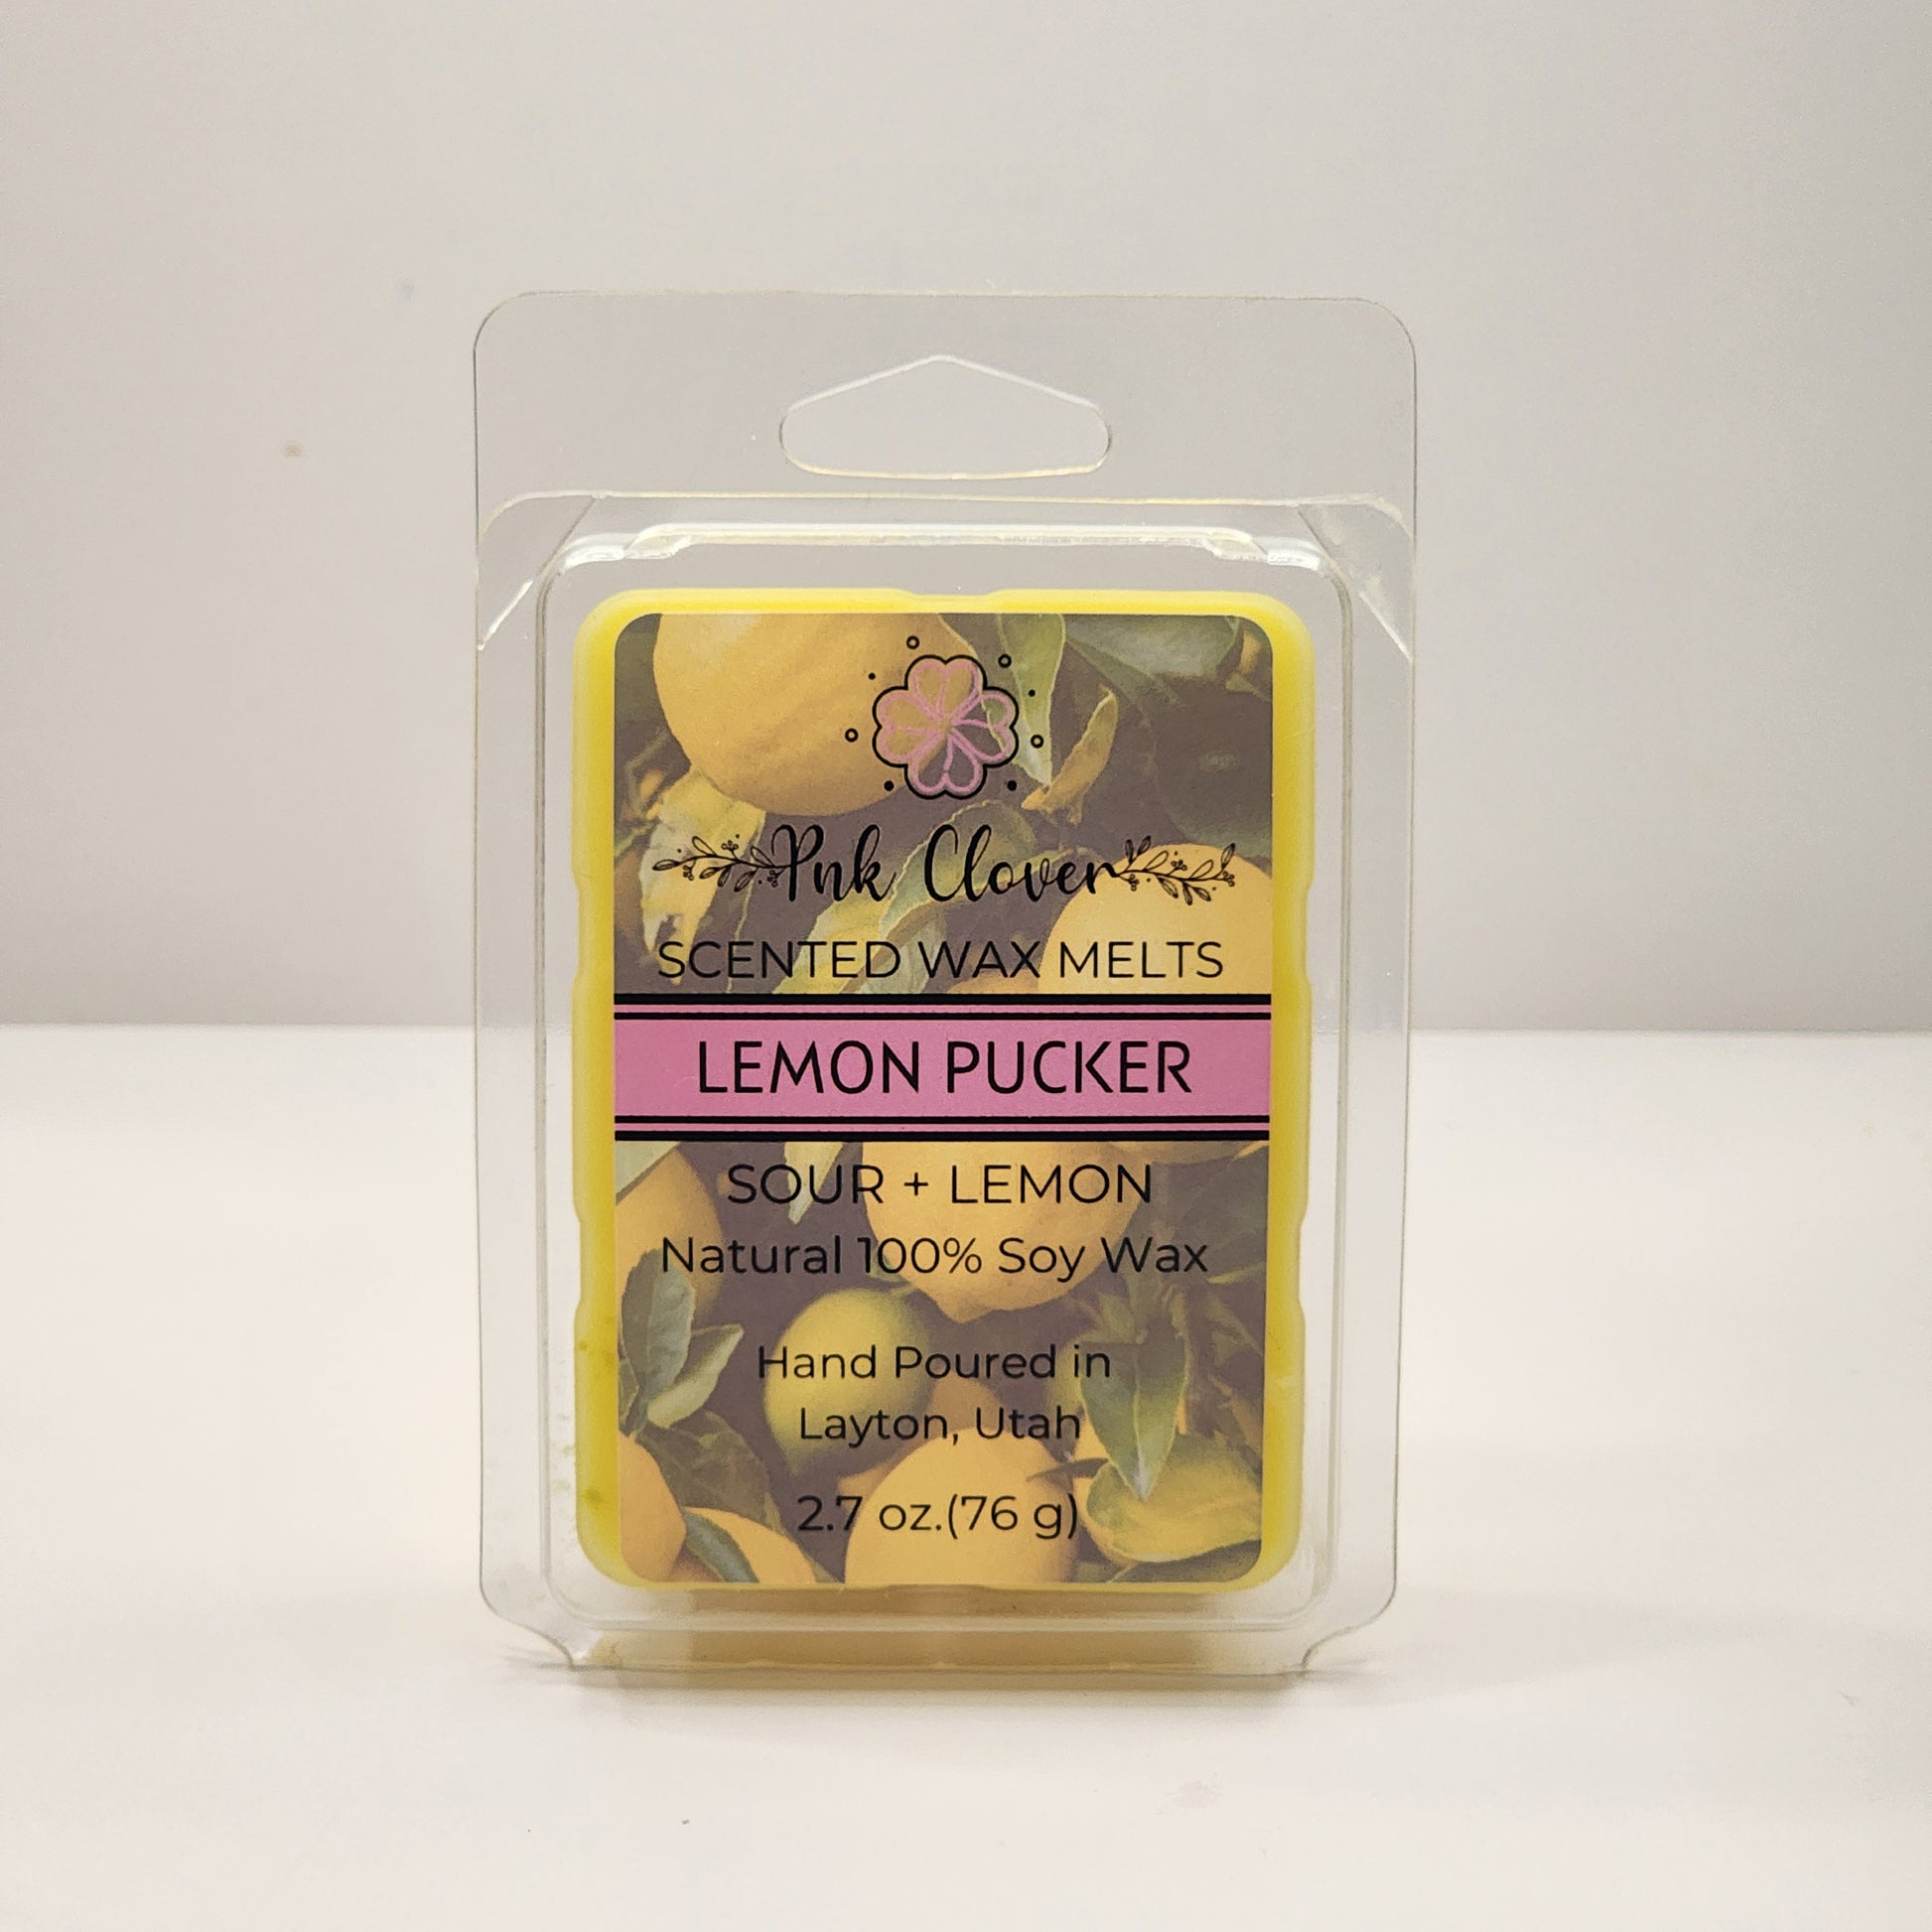 Pnk Clover
SCENTED WAX MELTS
LEMON PUCKER
SOUR + LEMON
Natural 100% Soy Wax
Hand Poured in
Layton, Utah
2.7 oz.(76 g)